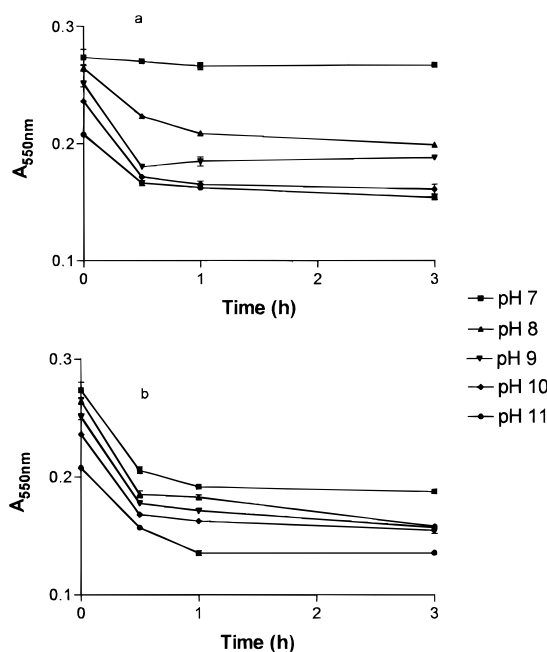 a
0.3
0.2
0.1
A550nm
0 1 2 3
Time (h)
pH 7
pH 8
pH 9
pH 10
pH 11
b
0.3
0.2
0.1
A550nm
0 1 2 3
Time (h)